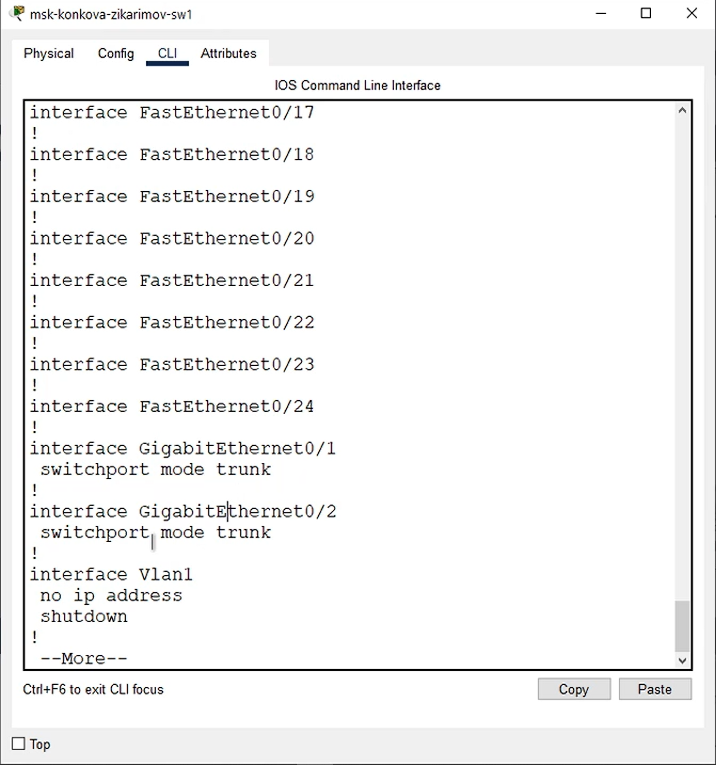 msk-konkova-zikarimov-sw1
Physical Config CLI Attributes
IOS Command Line Interface
interface FastEthernet0/17
!
interface FastEthernet0/18
!
interface FastEthernet0/19
!
interface FastEthernet0/20
!
interface FastEthernet0/21
!
interface FastEthernet0/22
!
interface FastEthernet0/23
!
interface FastEthernet0/24
!
interface GigabitEthernet0/1
 switchport mode trunk
!
interface GigabitEthernet0/2
 switchport mode trunk
!
interface Vlan1
 no ip address
 shutdown
!
 --More--
Ctrl+F6 to exit CLI focus
Copy Paste
Top